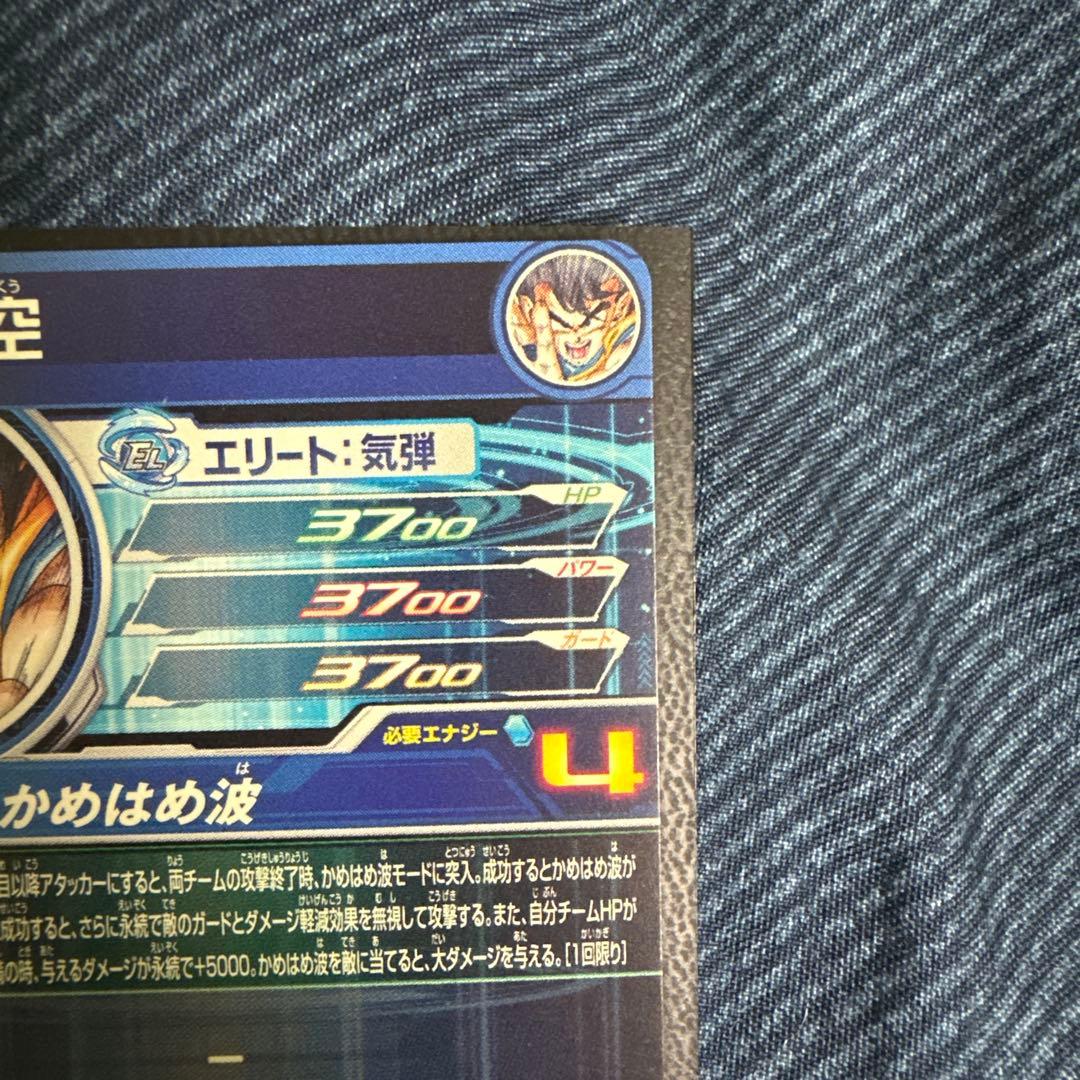 空
EL エリート:気弾
HP
3700
パワー
3700
ガード
3700
必要エナジー 4
かめはめ波
目以降アタッカーにすると、両チームの攻撃終了時、かめはめ波モードに突入。成功するとかめはめ波が
成功すると、さらに永続で敵のガードとダメージ軽減効果を無視して攻撃する。また、自分チームHPが
の時、与えるダメージが永続で+5000。かめはめ波を敵に当てると、大ダメージを与える。[1回限り]
ー